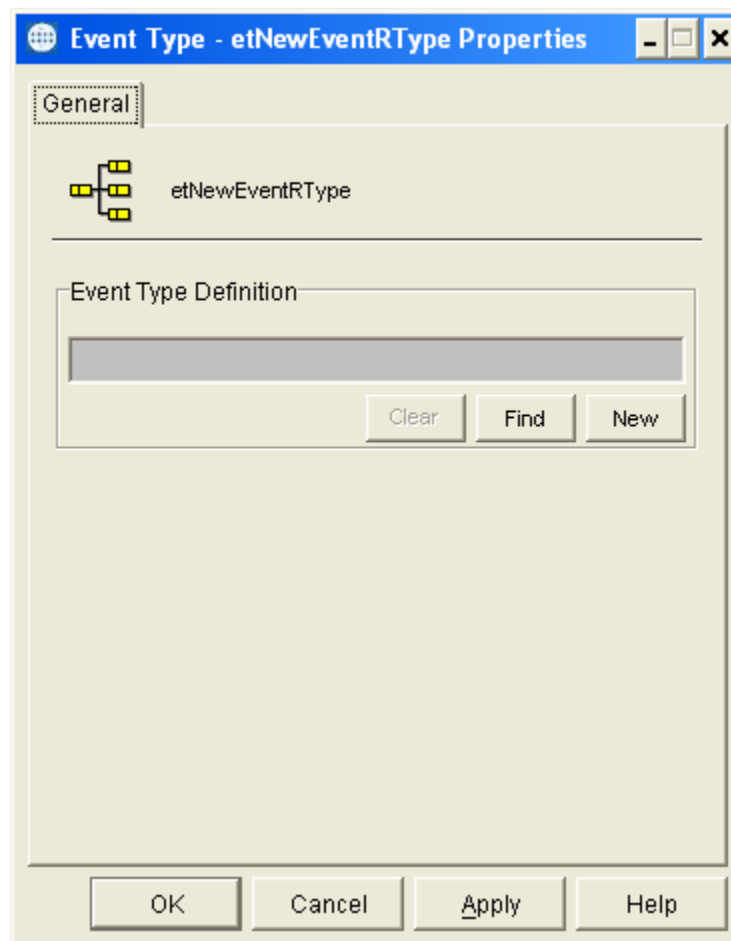 Event Type - etNewEventRType Properties
General
etNewEventRType
Event Type Definition
Clear Find New
OK Cancel Apply Help